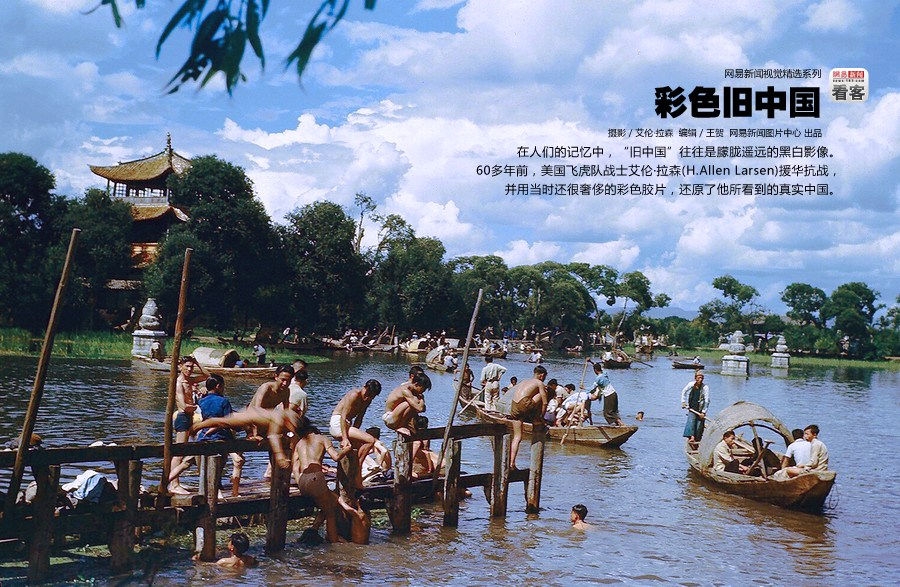 网易新闻视觉精选系列
网易新闻
看客
彩色旧中国
摄影 / 艾伦·拉森 编辑 / 王贺 网易新闻图片中心 出品
在人们的记忆中，“旧中国”往往是朦胧遥远的黑白影像。
60多年前，美国飞虎队战士艾伦·拉森(H.Allen Larsen)援华抗战，
并用当时还很奢侈的彩色胶片，还原了他所看到的真实中国。